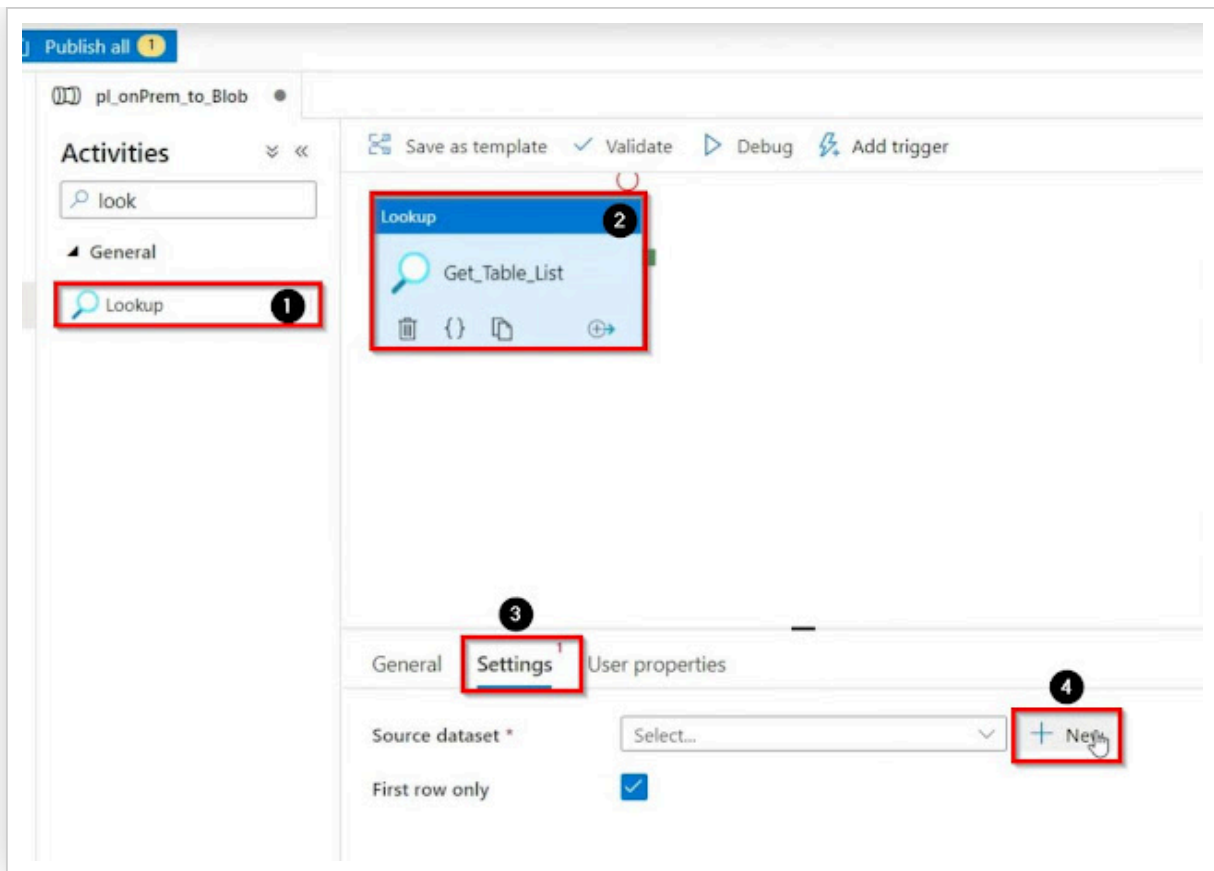 Publish all 1
pl_onPrem_to_Blob
Activities
Save as template Validate Debug Add trigger
look
General
Lookup 1
Lookup 2
Get_Table_List
{}
3
General Settings 1 User properties
4
Source dataset * Select... New
First row only